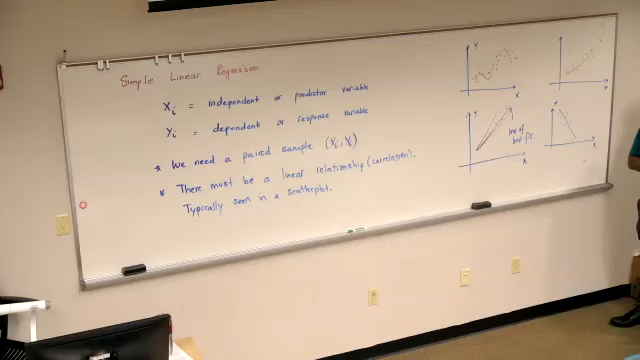 Simple Linear Regression.
Xi = independent or predictor variable
Yi = dependent or response variable
* We need a paired sample (Xi, Yi)
* There must be a linear relationship (correlation).
Typically seen in a scatterplot.
Y
X
X
Y
X
line of
best fit
X